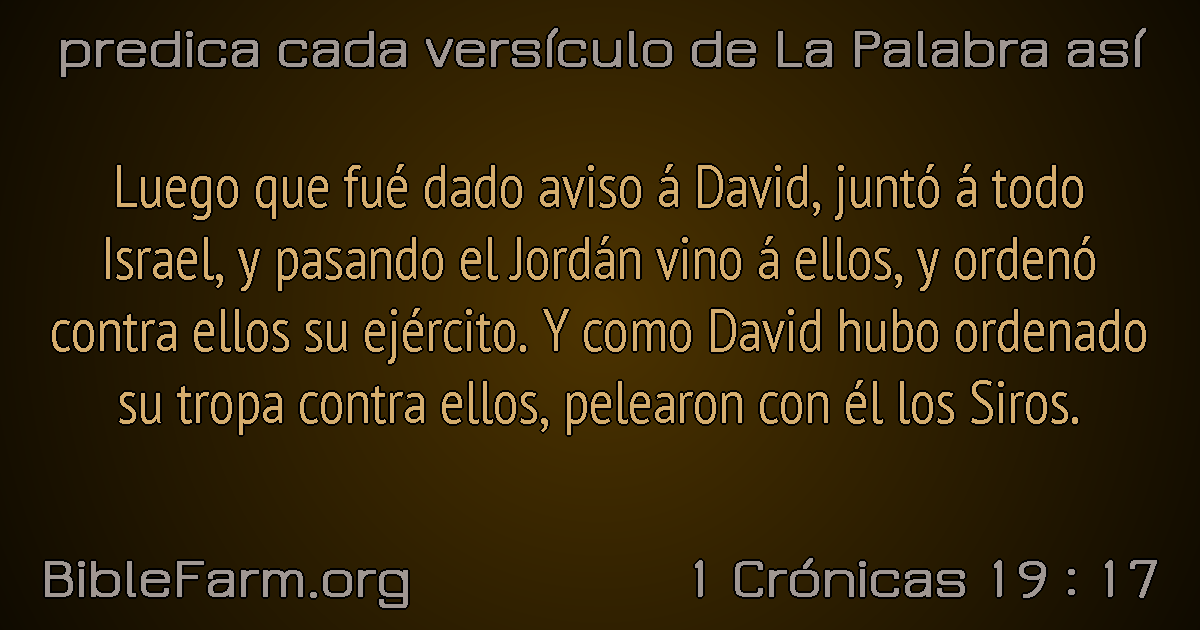 predica cada versículo de La Palabra así
Luego que fué dado aviso á David, juntó á todo
Israel, y pasando el Jordán vino á ellos, y ordenó
contra ellos su ejército. Y como David hubo ordenado
su tropa contra ellos, pelearon con él los Siros.
BibleFarm.org
1 Crónicas 19 : 17